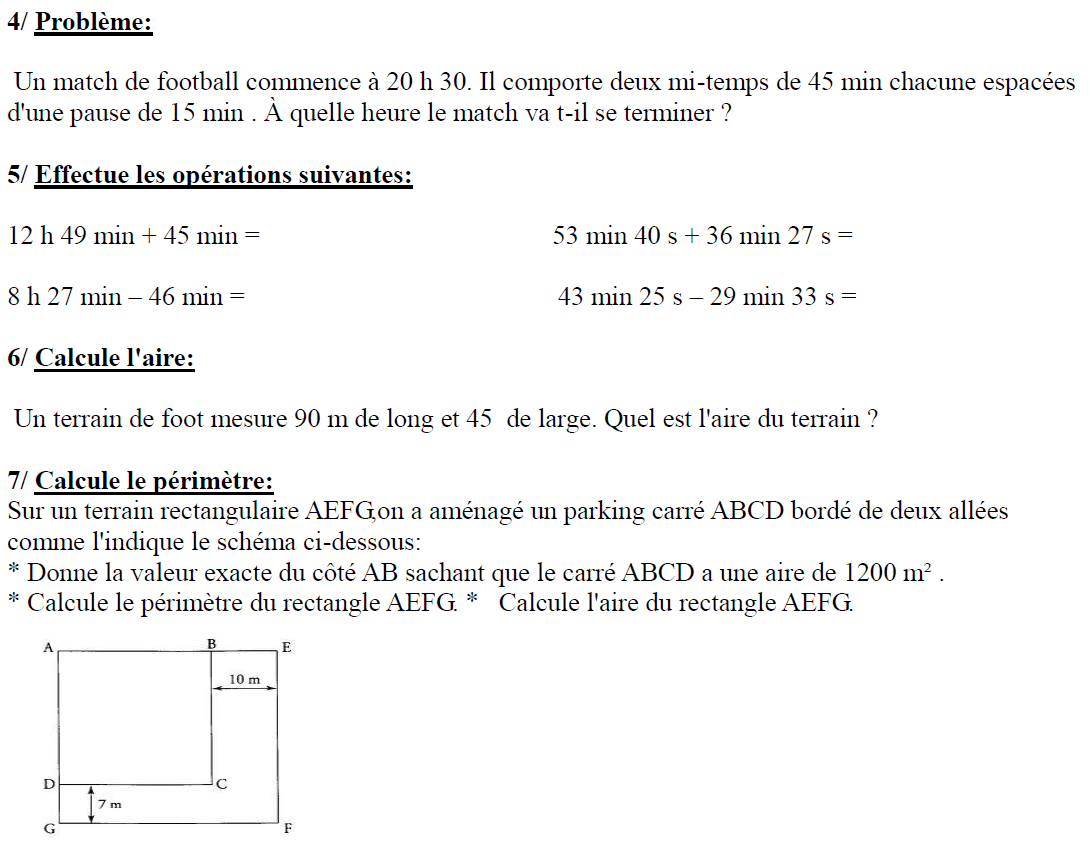 4/ Problème:
Un match de football commence à 20 h 30. Il comporte deux mi-temps de 45 min chacune espacées
d'une pause de 15 min . À quelle heure le match va t-il se terminer ?
5/ Effectue les opérations suivantes:
12 h 49 min + 45 min = 53 min 40 s + 36 min 27 s =
8 h 27 min – 46 min = 43 min 25 s – 29 min 33 s =
6/ Calcule l'aire:
Un terrain de foot mesure 90 m de long et 45 de large. Quel est l'aire du terrain ?
7/ Calcule le périmètre:
Sur un terrain rectangulaire AEFG,on a aménagé un parking carré ABCD bordé de deux allées
comme l'indique le schéma ci-dessous:
* Donne la valeur exacte du côté AB sachant que le carré ABCD a une aire de 1200 m² .
* Calcule le périmètre du rectangle AEFG. * Calcule l'aire du rectangle AEFG.
A B E
10 m
D C
7 m
G F